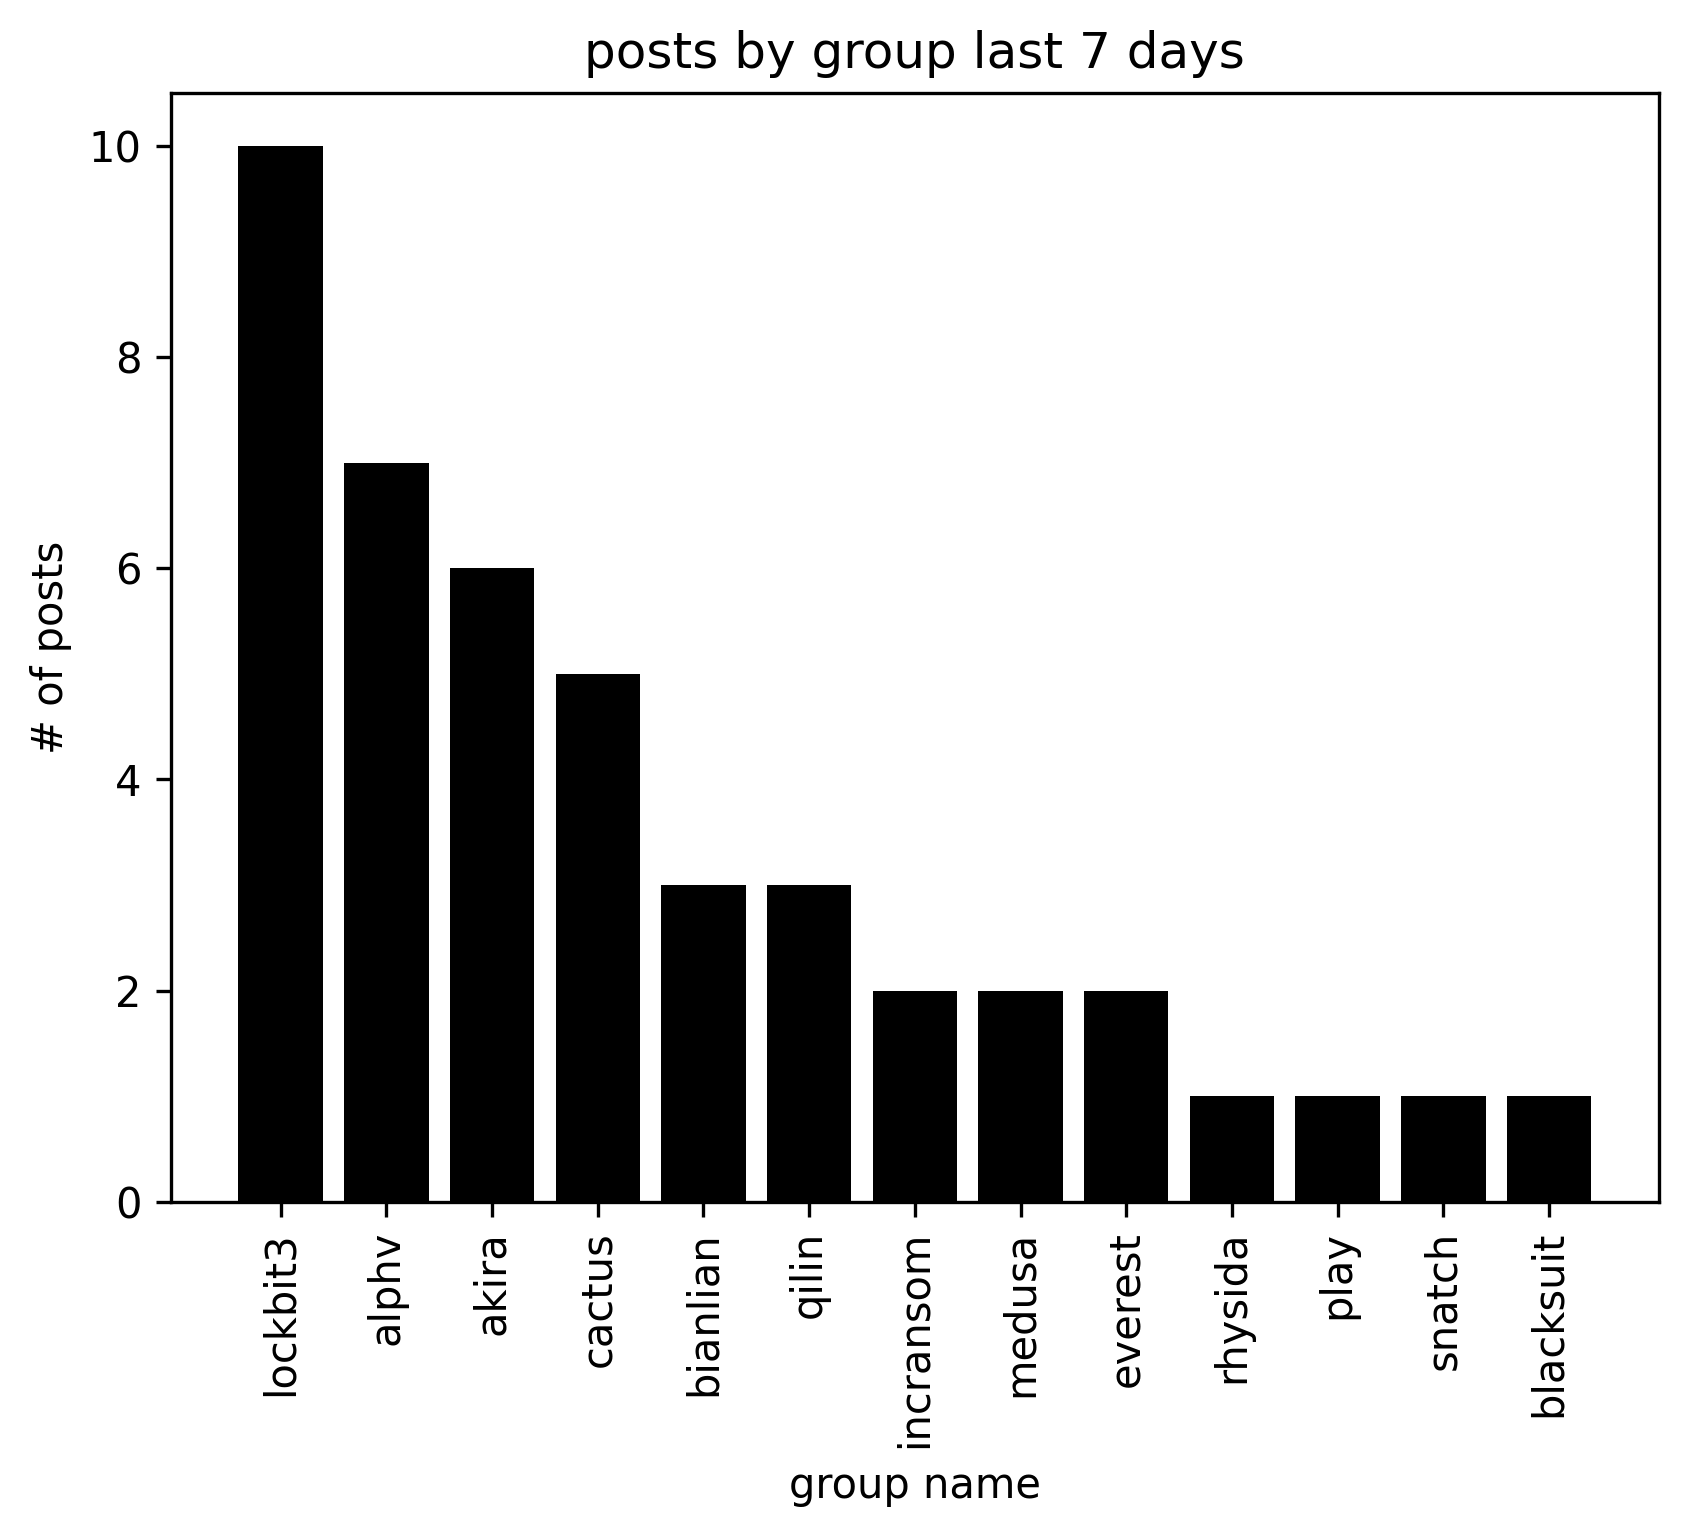 posts by group last 7 days
# of posts
10
8
6
4
2
0
lockbit3
alphv
akira
cactus
bianlian
qilin
incransom
medusa
everest
rhysida
play
snatch
blacksuit
group name